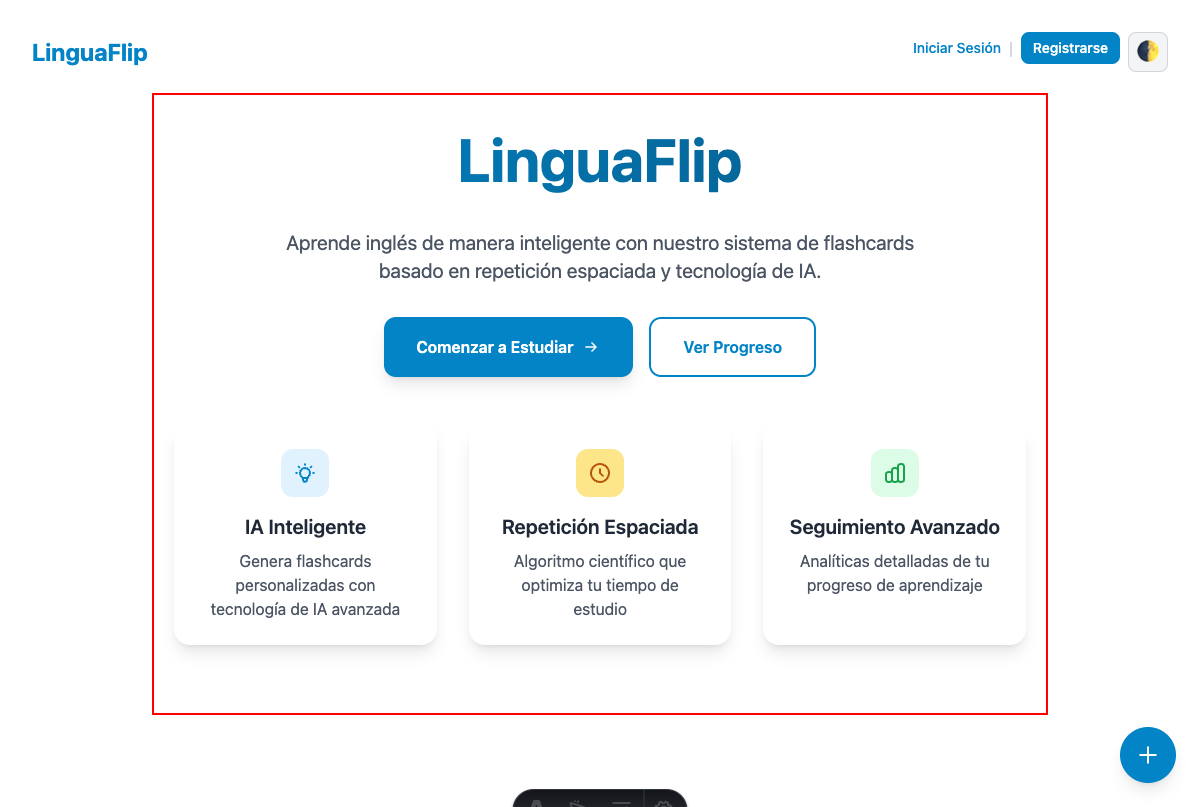 LinguaFlip
Iniciar Sesión |
Registrarse
LinguaFlip
Aprende inglés de manera inteligente con nuestro sistema de flashcards
basado en repetición espaciada y tecnología de IA.
Comenzar a Estudiar →
Ver Progreso
IA Inteligente
Genera flashcards
personalizadas con
tecnología de IA avanzada
Repetición Espaciada
Algoritmo científico que
optimiza tu tiempo de
estudio
Seguimiento Avanzado
Analíticas detalladas de tu
progreso de aprendizaje